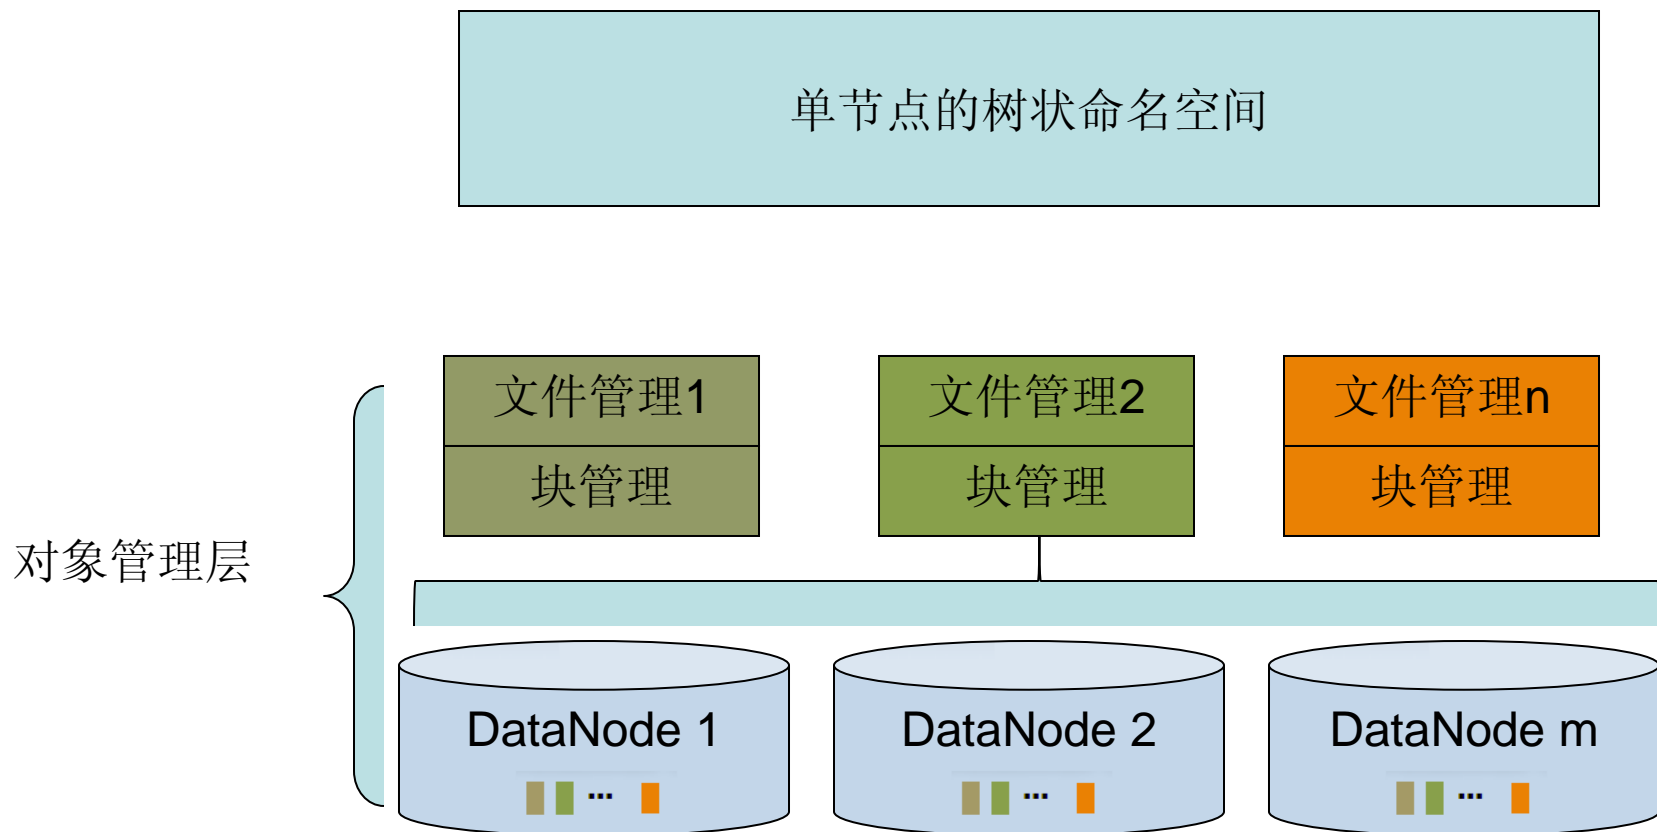 单节点的树状命名空间
文件管理1
文件管理2
文件管理n
块管理
块管理
块管理
对象管理层
DataNode 1
DataNode 2
DataNode m
...
...
...